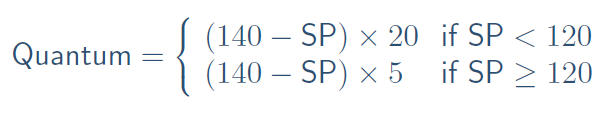 Quantum = { (140 − SP) × 20 if SP < 120
(140 − SP) × 5 if SP ≥ 120